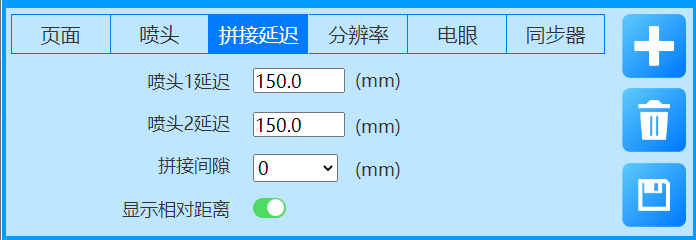 页面 喷头 拼接延迟 分辨率 电眼 同步器
喷头1延迟 150.0 (mm)
喷头2延迟 150.0 (mm)
拼接间隙 0 (mm)
显示相对距离